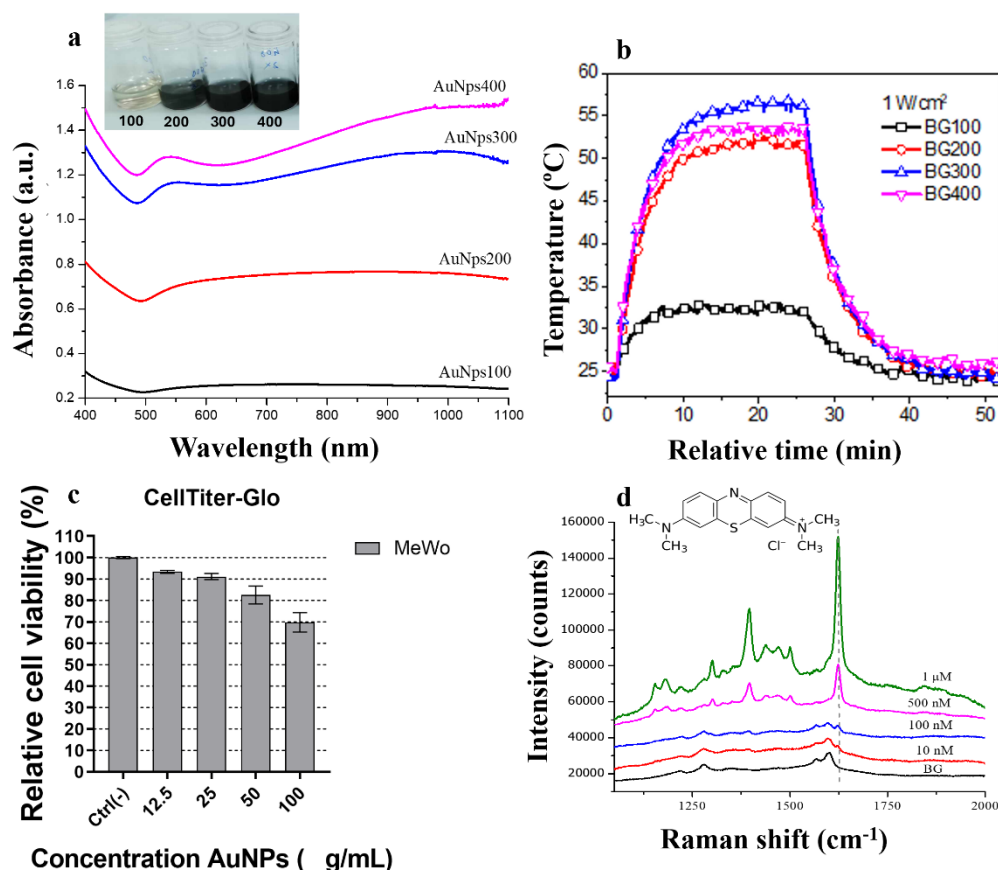 a
100 200 300 400
AuNps400
AuNps300
AuNps200
AuNps100
Absorbance (a.u.)
1.6
1.4
1.2
1.0
0.8
0.6
0.4
0.2
400 500 600 700 800 900 1000 1100
Wavelength (nm)
b
1 W/cm²
BG100
BG200
BG300
BG400
Temperature (ºC)
60
55
50
45
40
35
30
25
0 10 20 30 40 50
Relative time (min)
c
CellTiter-Glo
MeWo
Relative cell viability (%)
110
100
90
80
70
60
50
40
30
20
10
0
Ctrl(-) 12.5 25 50 100
Concentration AuNPs ( g/mL)
d
N
H₃C N S N⁺ CH₃
CH₃ Cl⁻ CH₃
1 µM
500 nM
100 nM
10 nM
BG
Intensity (counts)
160000
140000
120000
100000
80000
60000
40000
20000
1250 1500 1750 2000
Raman shift (cm⁻¹)